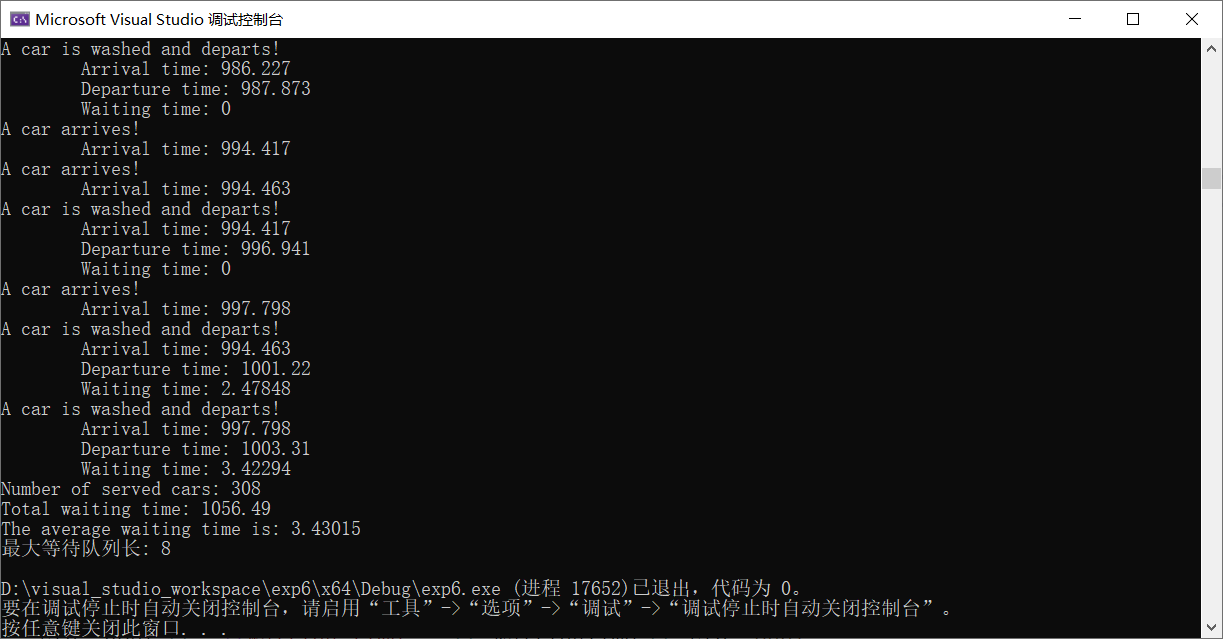 Microsoft Visual Studio 调试控制台
A car is washed and departs!
Arrival time: 986.227
Departure time: 987.873
Waiting time: 0
A car arrives!
Arrival time: 994.417
A car arrives!
Arrival time: 994.463
A car is washed and departs!
Arrival time: 994.417
Departure time: 996.941
Waiting time: 0
A car arrives!
Arrival time: 997.798
A car is washed and departs!
Arrival time: 994.463
Departure time: 1001.22
Waiting time: 2.47848
A car is washed and departs!
Arrival time: 997.798
Departure time: 1003.31
Waiting time: 3.42294
Number of served cars: 308
Total waiting time: 1056.49
The average waiting time is: 3.43015
最大等待队列长: 8
D:\visual_studio_workspace\exp6\x64\Debug\exp6.exe (进程 17652)已退出，代码为 0。
要在调试停止时自动关闭控制台，请启用“工具”->“选项”->“调试”->“调试停止时自动关闭控制台”。
按任意键关闭此窗口. . .